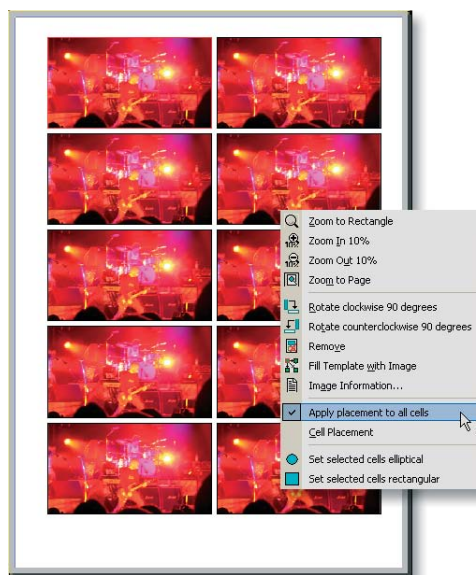 Zoom to Rectangle
Zoom In 10%
Zoom Out 10%
Zoom to Page
Rotate clockwise 90 degrees
Rotate counterclockwise 90 degrees
Remove
Fill Template with Image
Image Information...
Apply placement to all cells
Cell Placement
Set selected cells elliptical
Set selected cells rectangular